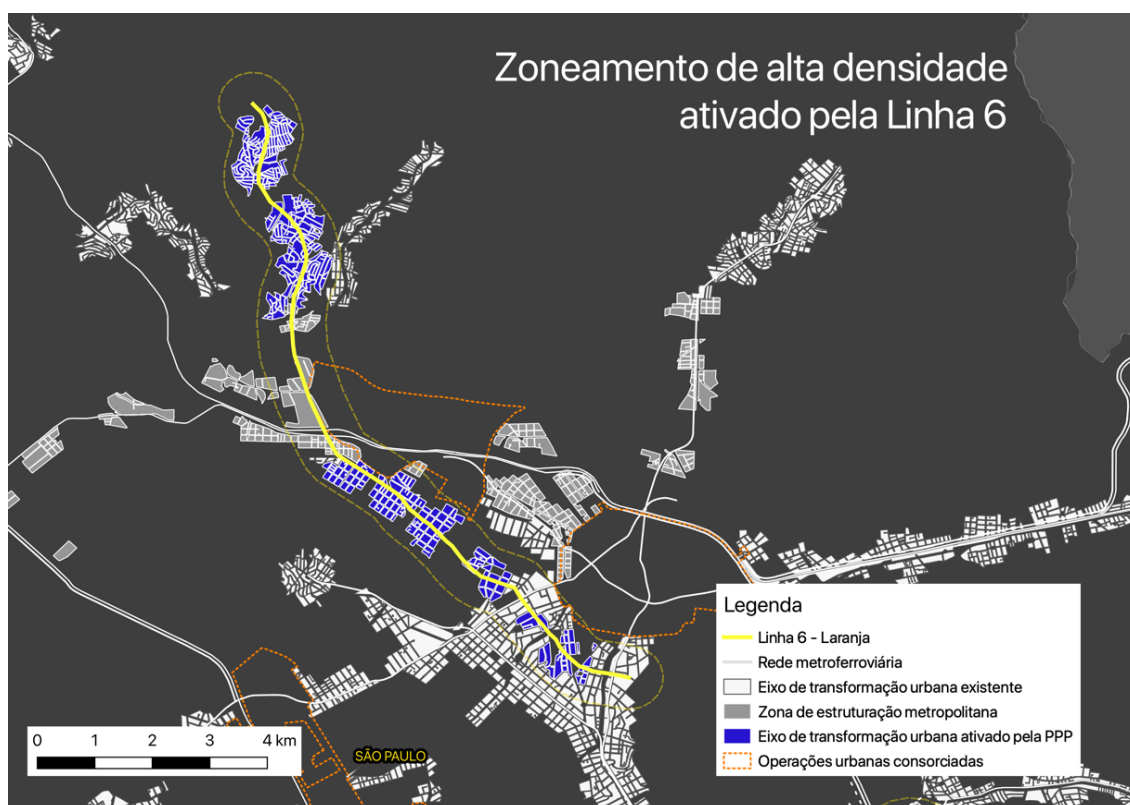 Zoneamento de alta densidade
ativado pela Linha 6
Legenda
Linha 6 - Laranja
Rede metroferroviária
Eixo de transformação urbana existente
Zona de estruturação metropolitana
Eixo de transformação urbana ativado pela PPP
Operações urbanas consorciadas
0 1 2 3 4 km
SÃO PAULO